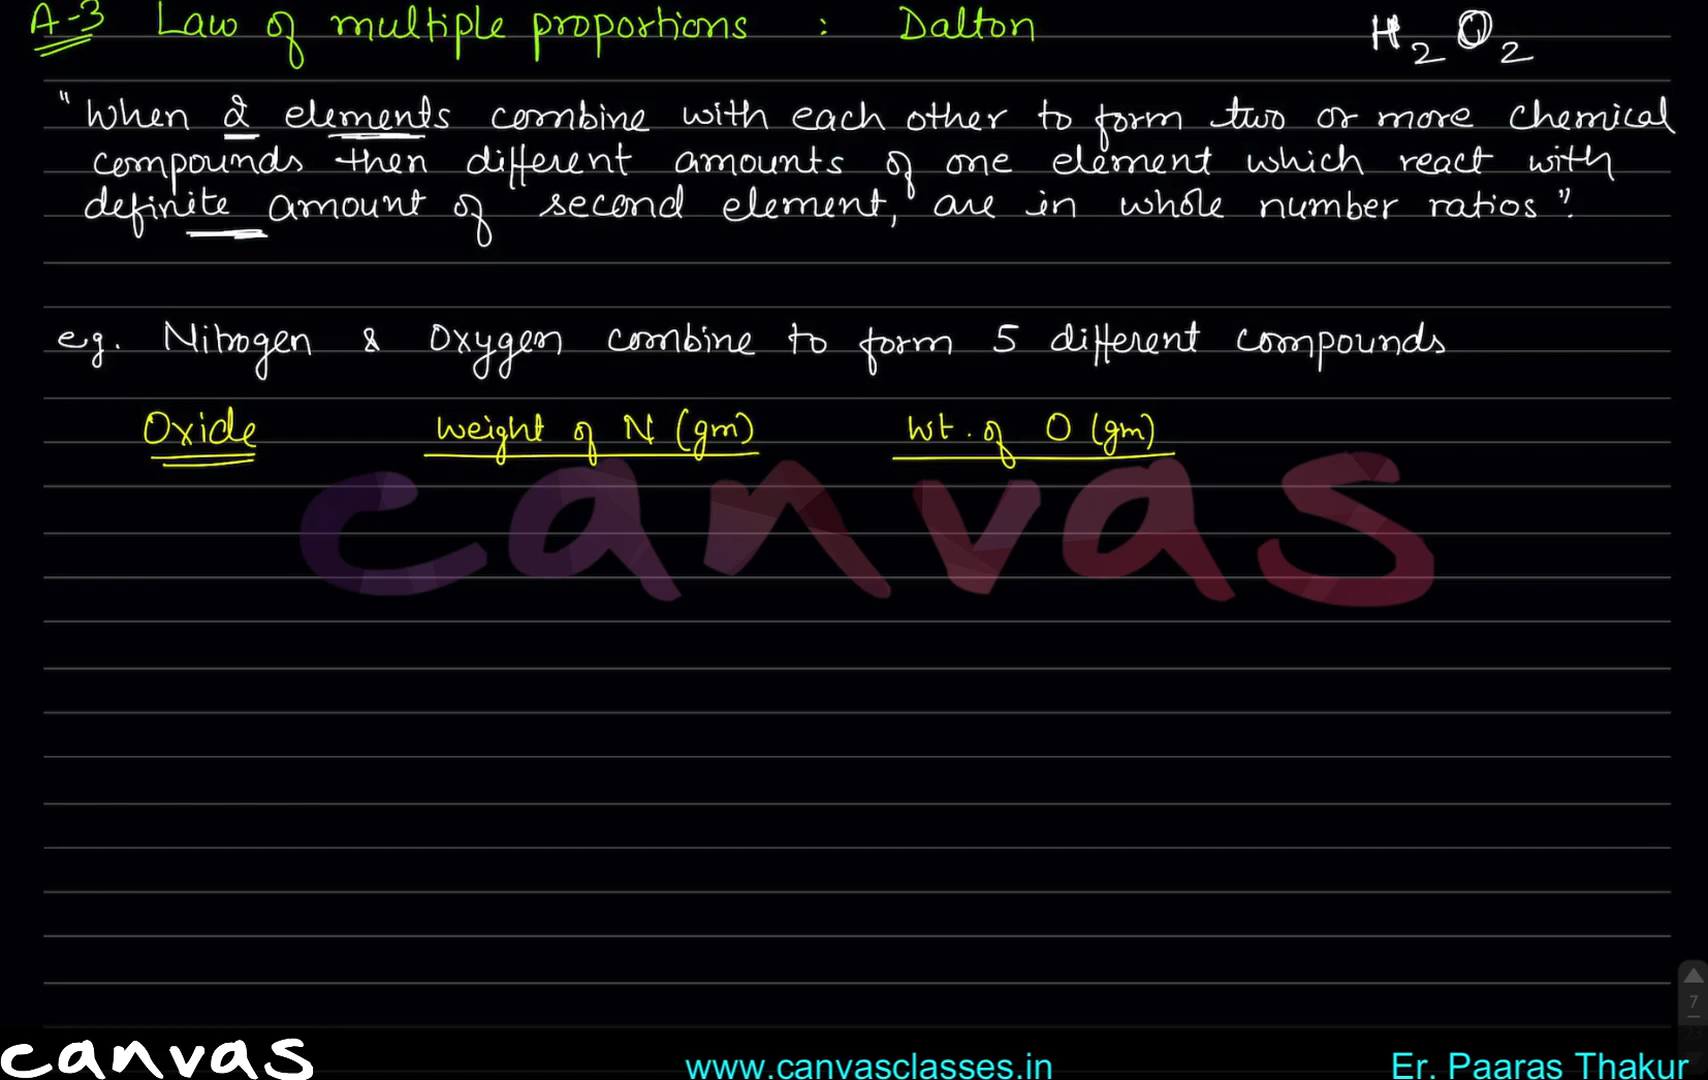 A-3 Law of multiple proportions : Dalton H2O2
"When 2 elements combine with each other to form two or more chemical
compounds then different amounts of one element which react with
definite amount of second element, are in whole number ratios".
e.g. Nitrogen & Oxygen combine to form 5 different compounds
Oxide weight of N (gm) wt. of O (gm)
canvas
7
canvas www.canvasclasses.in Er. Paaras Thakur